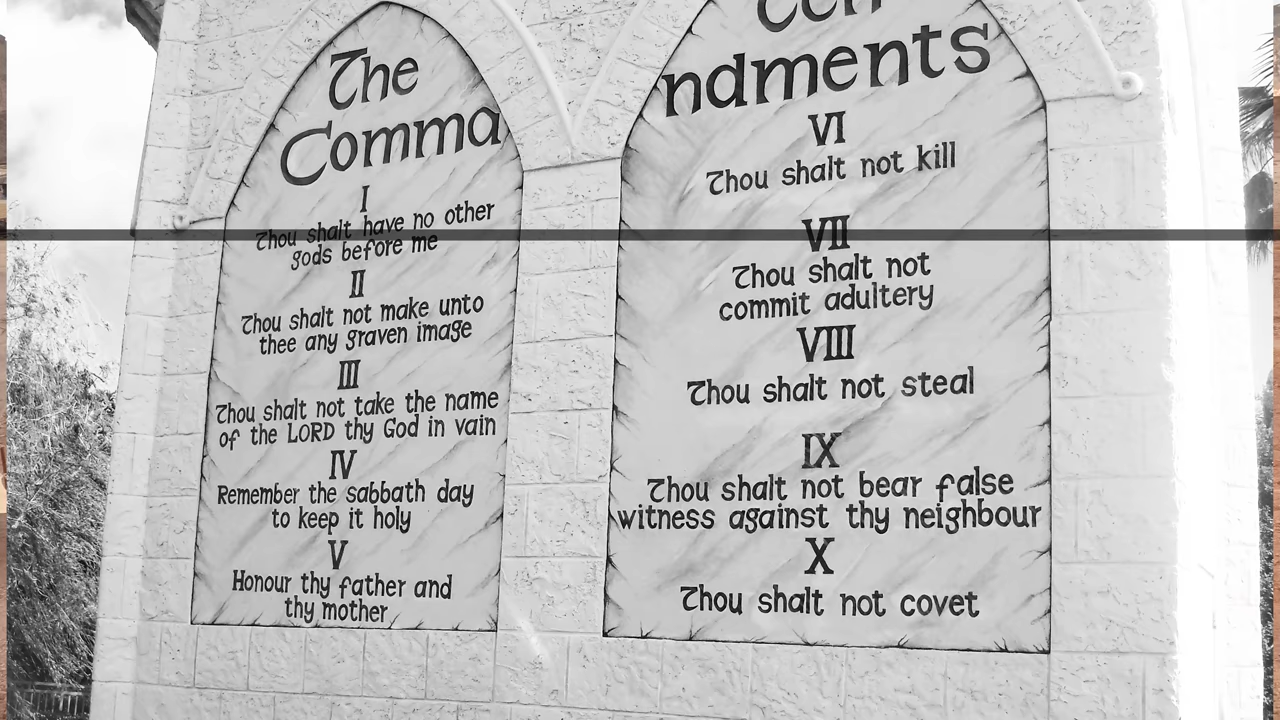 The
Comma
I
Thou shalt have no other
gods before me
II
Thou shalt not make unto
thee any graven image
III
Thou shalt not take the name
of the LORD thy God in vain
IV
Remember the sabbath day
to keep it holy
V
Honour thy father and
thy mother
Ten
ndments
VI
Thou shalt not kill
VII
Thou shalt not
commit adultery
VIII
Thou shalt not steal
IX
Thou shalt not bear false
witness against thy neighbour
X
Thou shalt not covet